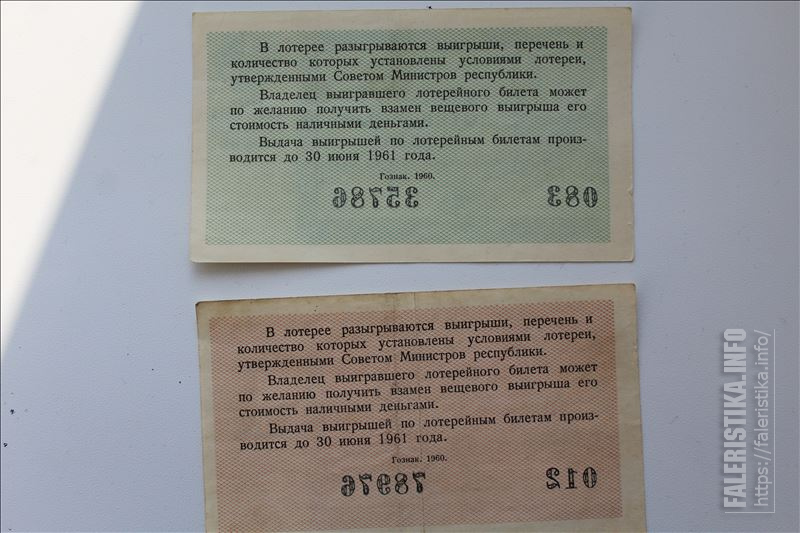 В лотерее разыгрываются выигрыши, перечень и
количество которых установлены условиями лотереи,
утвержденными Советом Министров республики.
Владелец выигравшего лотерейного билета может
по желанию получить взамен вещевого выигрыша его
стоимость наличными деньгами.
Выдача выигрышей по лотерейным билетам произ-
водится до 30 июня 1961 года.
Гознак. 1960.
35786 083
В лотерее разыгрываются выигрыши, перечень и
количество которых установлены условиями лотереи,
утвержденными Советом Министров республики.
Владелец выигравшего лотерейного билета может
по желанию получить взамен вещевого выигрыша его
стоимость наличными деньгами.
Выдача выигрышей по лотерейным билетам произ-
водится до 30 июня 1961 года.
Гознак. 1960.
78976 012
FALERISTIKA.INFO
https://faleristika.info/